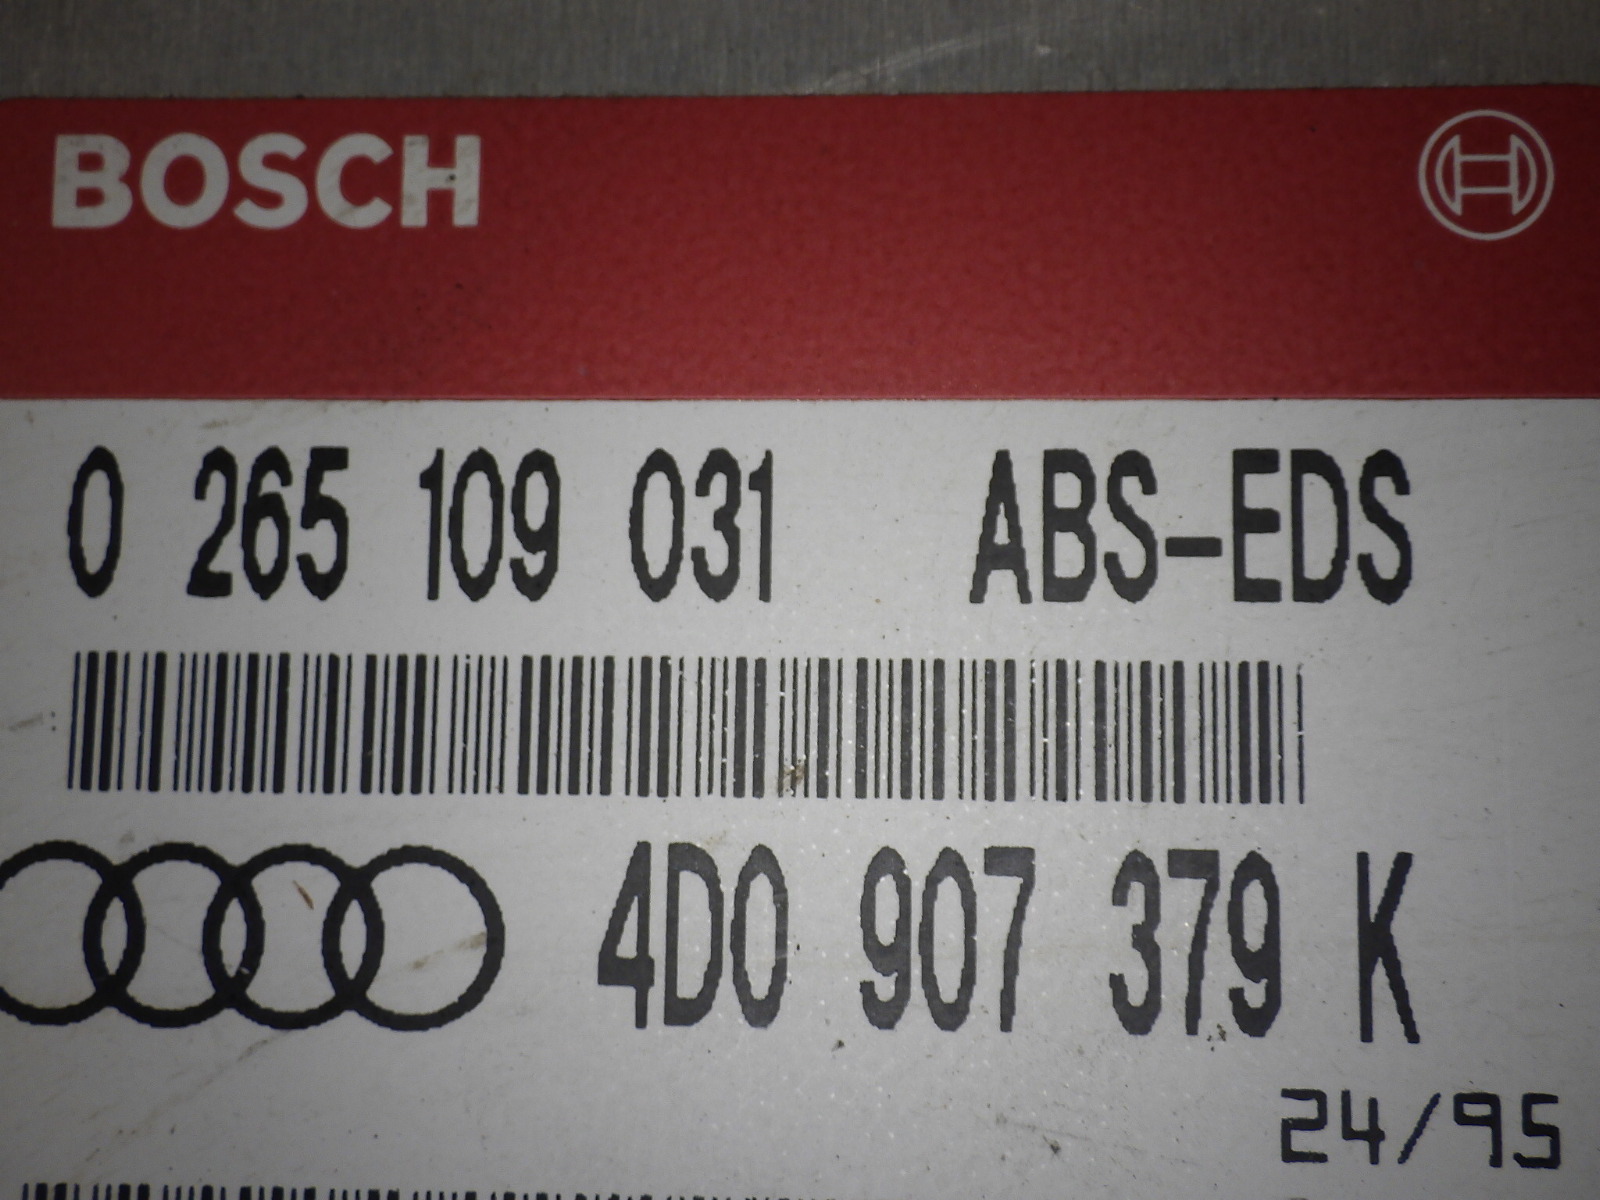 BOSCH
0 265 109 031 ABS-EDS
4D0 907 379 K
24/95